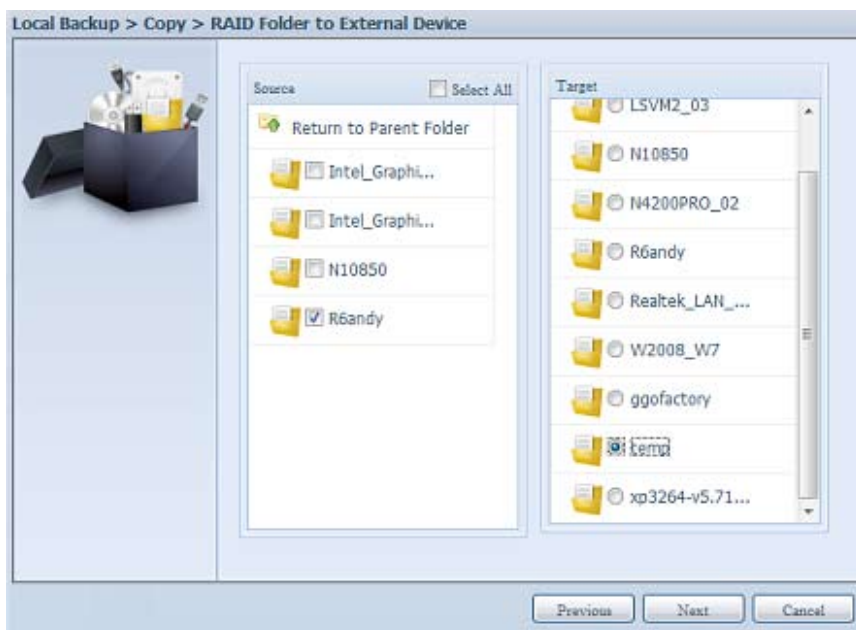 Local Backup > Copy > RAID Folder to External Device
Source
Select All
Return to Parent Folder
Intel_Graphi...
Intel_Graphi...
N10850
R6andy
Target
LSVM2_03
N10850
N4200PRO_02
R6andy
Realtek_LAN_...
W2008_W7
ggofactory
temp
xp3264-v5.71...
Previous
Next
Cancel